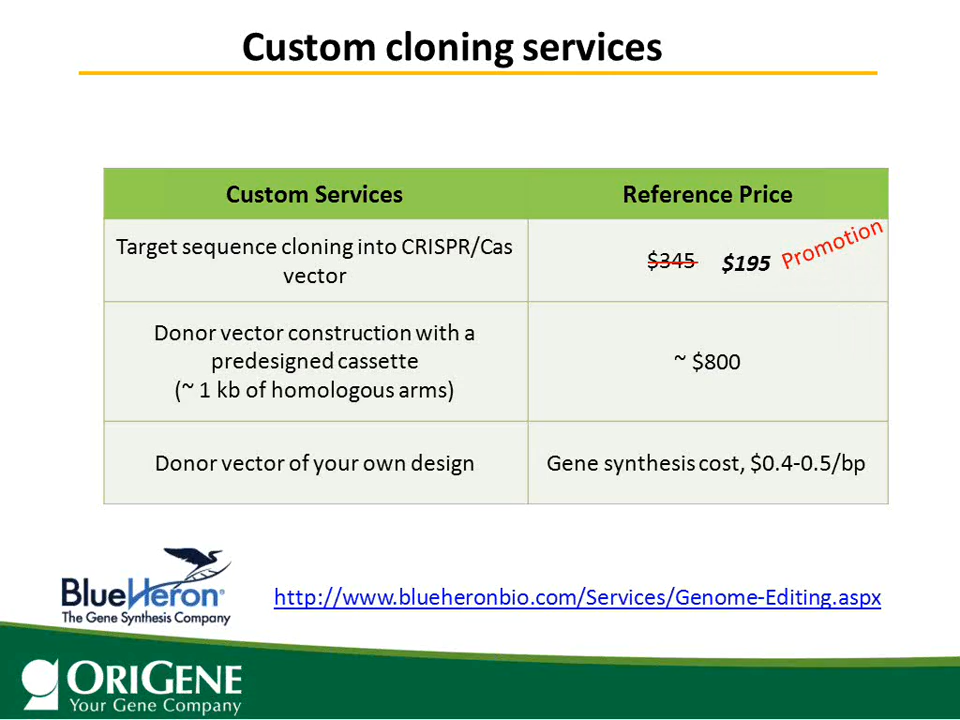 Custom cloning services
Custom Services
Reference Price
Target sequence cloning into CRISPR/Cas
vector
$345 $195 Promotion
Donor vector construction with a
predesigned cassette
(~ 1 kb of homologous arms)
~ $800
Donor vector of your own design
Gene synthesis cost, $0.4-0.5/bp
BlueHeron®
The Gene Synthesis Company
http://www.blueheronbio.com/Services/Genome-Editing.aspx
ORIGENE
Your Gene Company